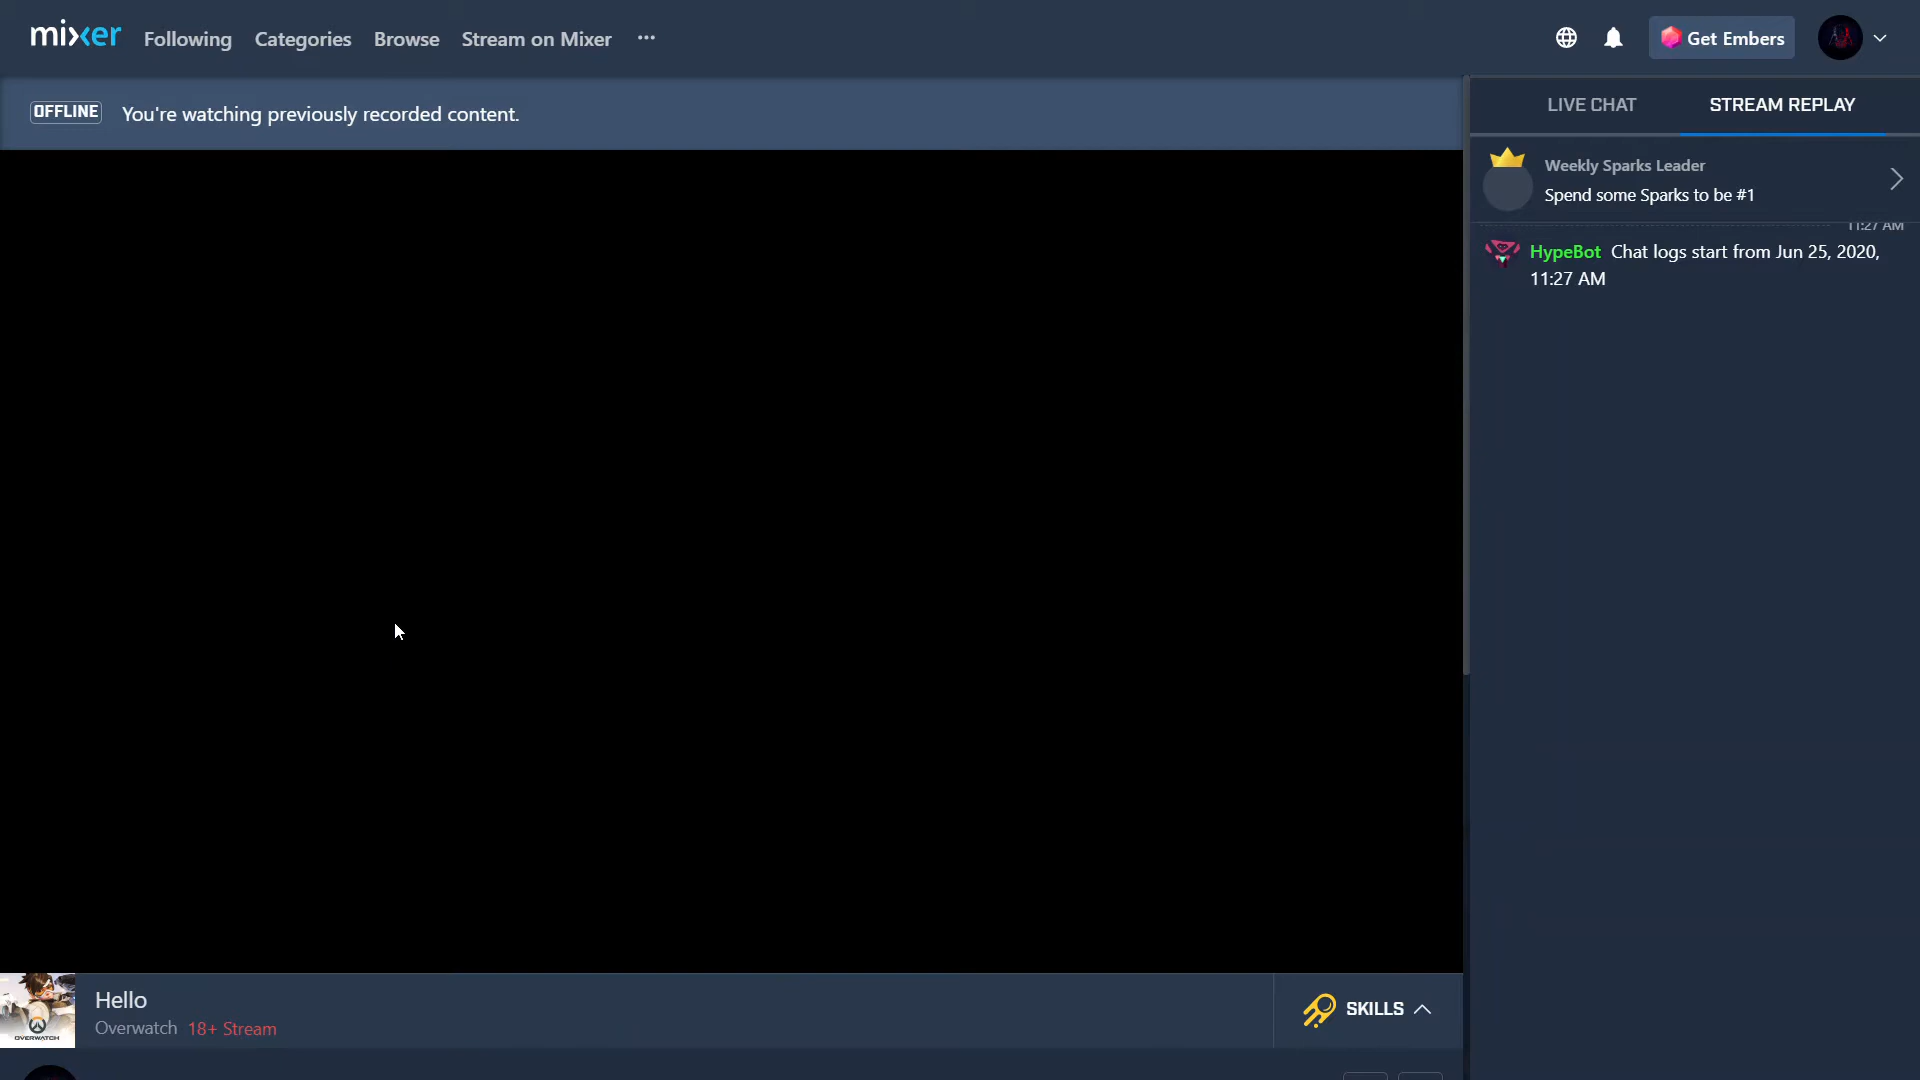 mixer Following Categories Browse Stream on Mixer ··· Get Embers
OFFLINE You're watching previously recorded content.
LIVE CHAT STREAM REPLAY
Weekly Sparks Leader
Spend some Sparks to be #1
11:27 AM
HypeBot Chat logs start from Jun 25, 2020,
11:27 AM
Hello
Overwatch 18+ Stream
OVERWATCH
SKILLS